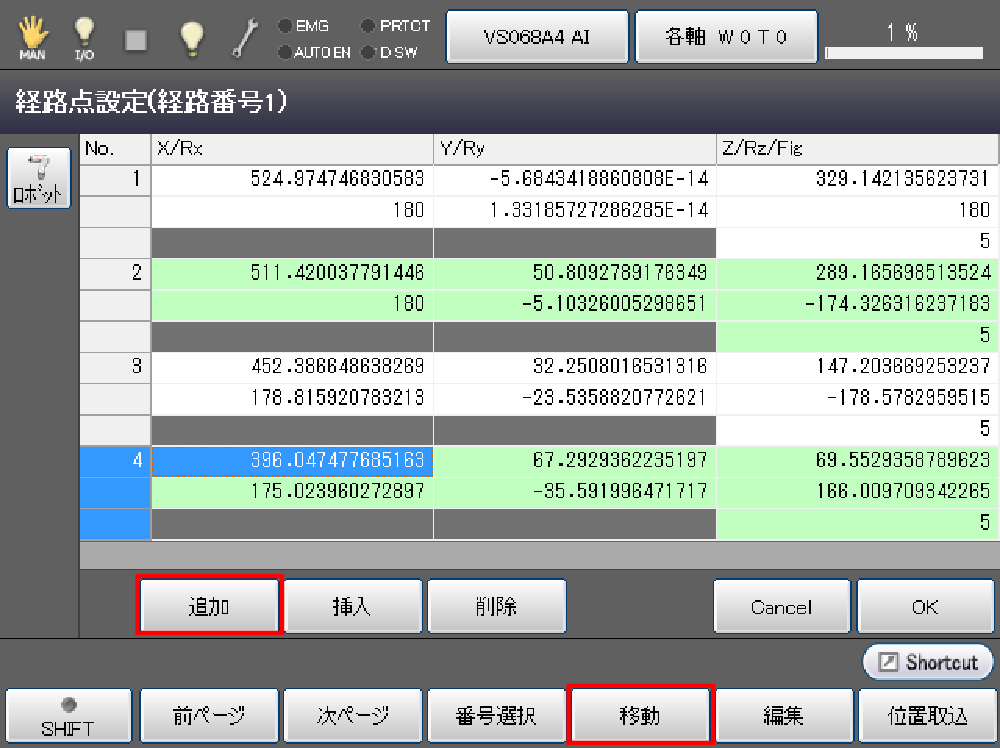 MAN
I/O
EMG
PRTCT
AUTO EN
D SW
VS068A4 AI
各軸 W0T0
1 %
経路点設定(経路番号1)
ロボット
No. X/Rx Y/Ry Z/Rz/Fig
1 524.974746830583 -5.6843418860808E-14 329.142135623731
180 1.33185727286285E-14 180
5
2 511.420037791446 50.8092789176349 289.165698513524
180 -5.10326005298651 -174.326316237183
5
3 452.386648638269 32.2508016531316 147.203669253237
178.815920783213 -23.5358820772621 -178.5782959515
5
4 396.047477685163 67.2929362235197 69.5529358789623
175.023960272897 -35.591996471717 166.009709342265
5
追加
挿入
削除
Cancel
OK
Shortcut
SHIFT
前ページ
次ページ
番号選択
移動
編集
位置取込